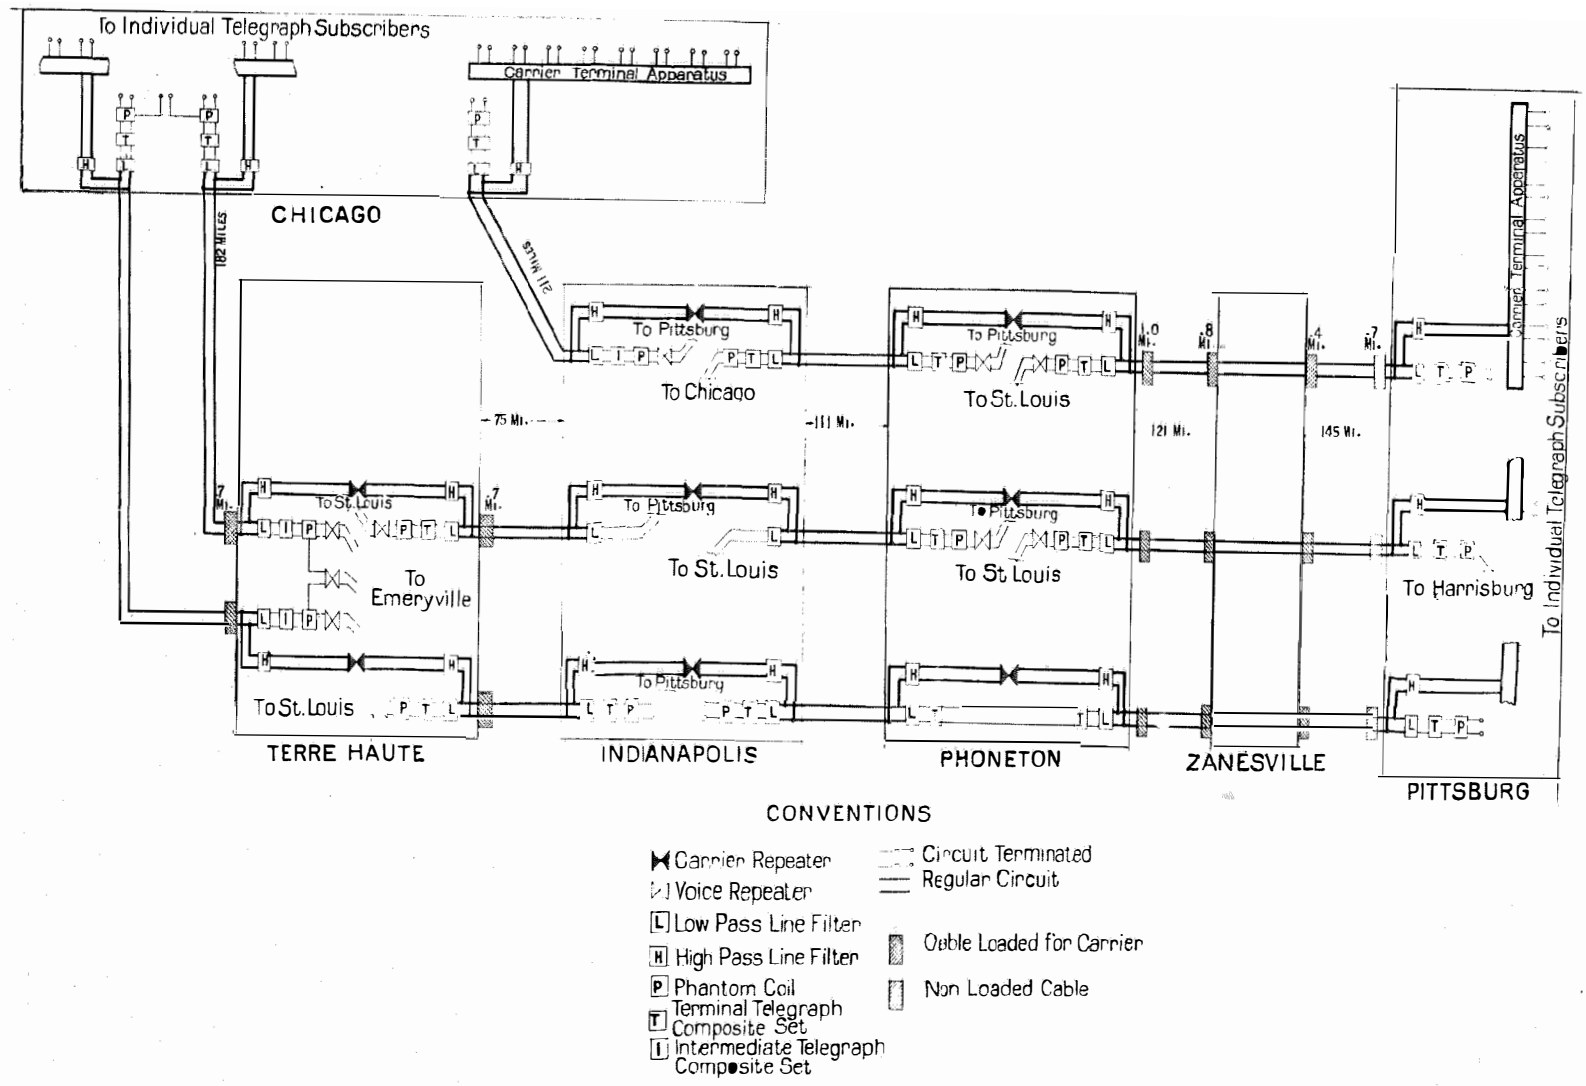 To Individual Telegraph Subscribers
Carrier Terminal Apparatus
P
T
L
H
P
T
L
H
P
T
L
H
CHICAGO
182 MILES
211 MILES
H
H
To Pittsburg
L I P
P T L
To Chicago
H
H
To Pittsburg
L T P
P T L
To St. Louis
1.0
MI.
.8
MI.
.4
MI.
.7
MI.
H
L T P
Carrier Terminal Apparatus
To Individual Telegraph Subscribers
75 MI.
111 MI.
121 MI.
145 MI.
.7
MI.
H
H
To St. Louis
L I P
P T L
.7
MI.
To
Emeryville
L I P
H
H
To St. Louis
P T L
TERRE HAUTE
H
H
To Pittsburg
L
L
To St. Louis
H
H
To Pittsburg
L T P
P T L
INDIANAPOLIS
H
H
To Pittsburg
L T P
P T L
To St Louis
H
H
L T
T L
PHONETON
ZANESVILLE
H
L T P
To Harrisburg
H
L T P
PITTSBURG
CONVENTIONS
Carrier Repeater
Voice Repeater
L Low Pass Line Filter
H High Pass Line Filter
P Phantom Coil
T Terminal Telegraph
Composite Set
I Intermediate Telegraph
Composite Set
Circuit Terminated
Regular Circuit
Cable Loaded for Carrier
Non Loaded Cable